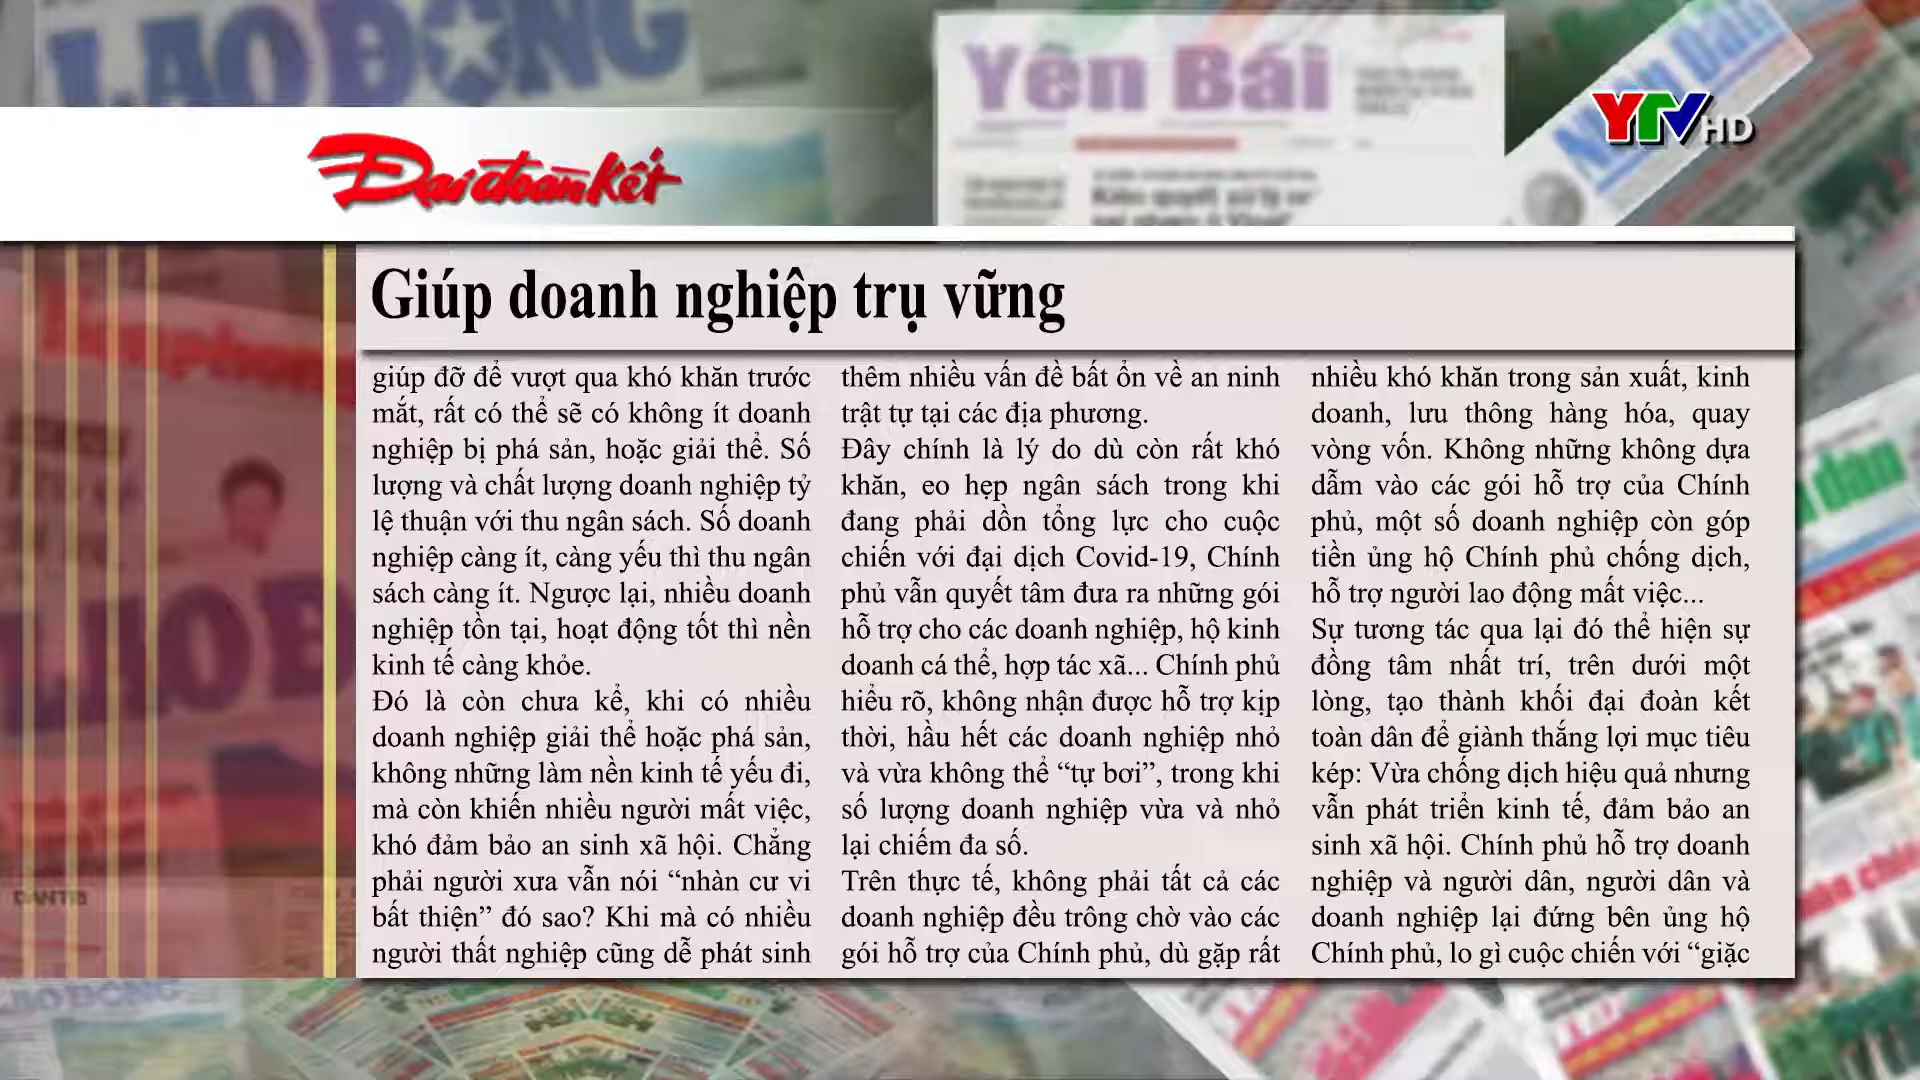 LAO ĐỘNG
Yên Bái
Nhân Dân
YTV HD
Đại đoàn kết
Giúp doanh nghiệp trụ vững
giúp đỡ để vượt qua khó khăn trước
mắt, rất có thể sẽ có không ít doanh
nghiệp bị phá sản, hoặc giải thể. Số
lượng và chất lượng doanh nghiệp tỷ
lệ thuận với thu ngân sách. Số doanh
nghiệp càng ít, càng yếu thì thu ngân
sách càng ít. Ngược lại, nhiều doanh
nghiệp tồn tại, hoạt động tốt thì nền
kinh tế càng khỏe.
Đó là còn chưa kể, khi có nhiều
doanh nghiệp giải thể hoặc phá sản,
không những làm nền kinh tế yếu đi,
mà còn khiến nhiều người mất việc,
khó đảm bảo an sinh xã hội. Chẳng
phải người xưa vẫn nói “nhàn cư vi
bất thiện” đó sao? Khi mà có nhiều
người thất nghiệp cũng dễ phát sinh
thêm nhiều vấn đề bất ổn về an ninh
trật tự tại các địa phương.
Đây chính là lý do dù còn rất khó
khăn, eo hẹp ngân sách trong khi
đang phải dồn tổng lực cho cuộc
chiến với đại dịch Covid-19, Chính
phủ vẫn quyết tâm đưa ra những gói
hỗ trợ cho các doanh nghiệp, hộ kinh
doanh cá thể, hợp tác xã... Chính phủ
hiểu rõ, không nhận được hỗ trợ kịp
thời, hầu hết các doanh nghiệp nhỏ
và vừa không thể “tự bơi”, trong khi
số lượng doanh nghiệp vừa và nhỏ
lại chiếm đa số.
Trên thực tế, không phải tất cả các
doanh nghiệp đều trông chờ vào các
gói hỗ trợ của Chính phủ, dù gặp rất
nhiều khó khăn trong sản xuất, kinh
doanh, lưu thông hàng hóa, quay
vòng vốn. Không những không dựa
dẫm vào các gói hỗ trợ của Chính
phủ, một số doanh nghiệp còn góp
tiền ủng hộ Chính phủ chống dịch,
hỗ trợ người lao động mất việc...
Sự tương tác qua lại đó thể hiện sự
đồng tâm nhất trí, trên dưới một
lòng, tạo thành khối đại đoàn kết
toàn dân để giành thắng lợi mục tiêu
kép: Vừa chống dịch hiệu quả nhưng
vẫn phát triển kinh tế, đảm bảo an
sinh xã hội. Chính phủ hỗ trợ doanh
nghiệp và người dân, người dân và
doanh nghiệp lại đứng bên ủng hộ
Chính phủ, lo gì cuộc chiến với “giặc
LAO ĐỘNG
DANTRI
LAO ĐỘNG